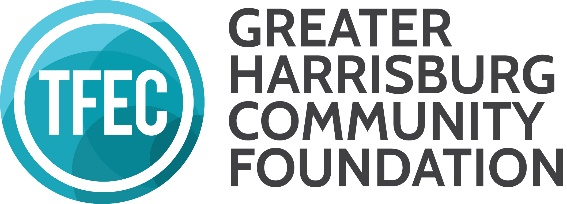 TFEC
GREATER
HARRISBURG
COMMUNITY
FOUNDATION